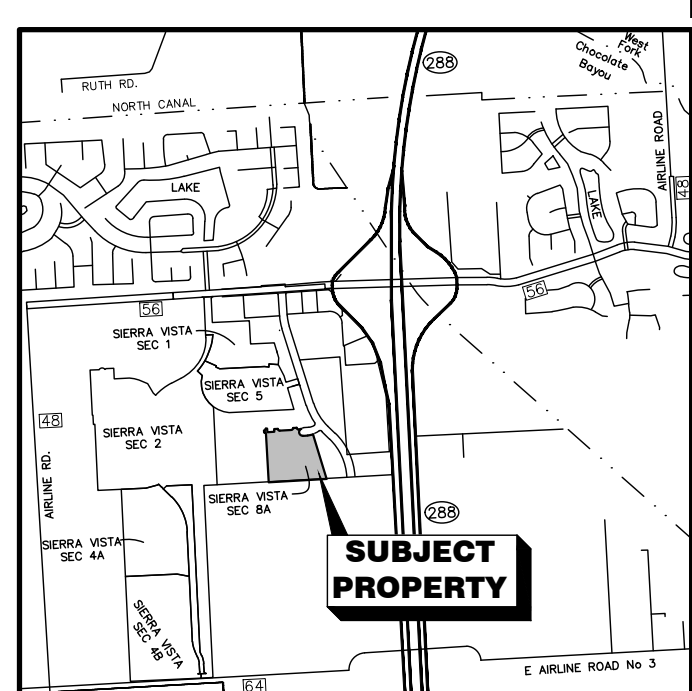 West
Fork
Chocolate
Bayou
288
RUTH RD.
NORTH CANAL
AIRLINE ROAD
48
LAKE
LAKE
56
56
SIERRA VISTA
SEC 1
SIERRA VISTA
SEC 5
48
SIERRA VISTA
SEC 2
AIRLINE RD.
SIERRA VISTA
SEC 8A
288
SIERRA VISTA
SEC 4A
SUBJECT
PROPERTY
SIERRA VISTA
SEC 4B
E AIRLINE ROAD No 3
64